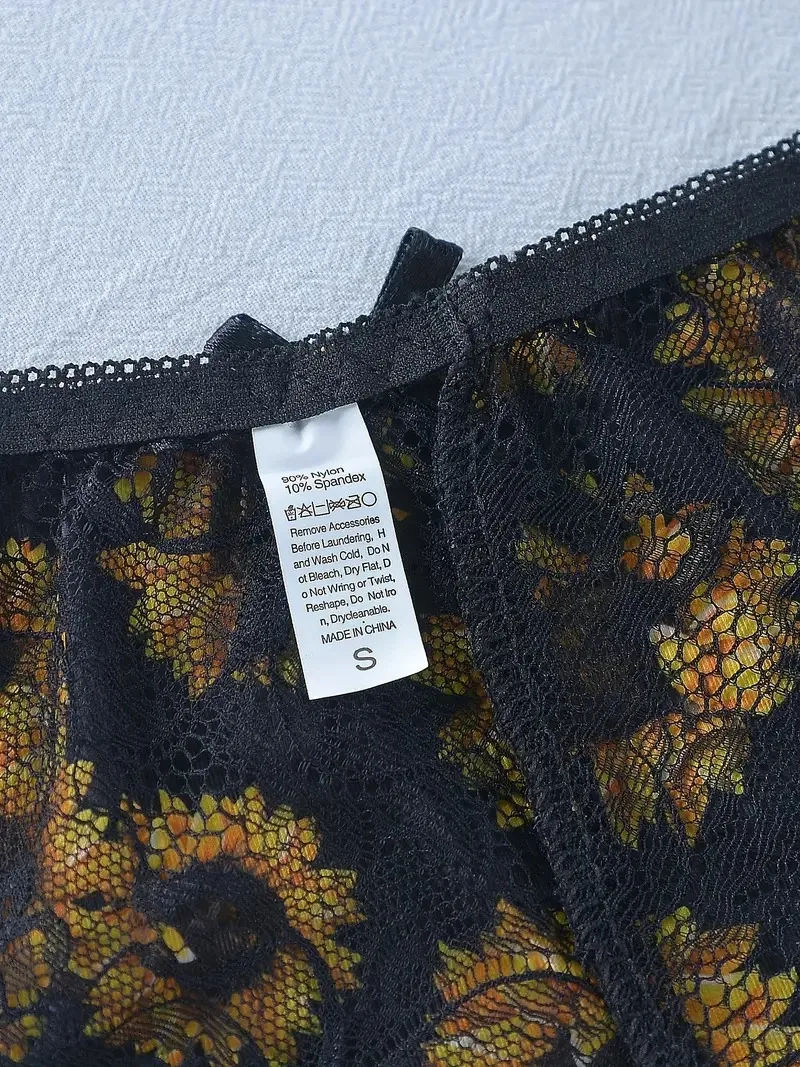 90% Nylon
10% Spandex
Remove Accessories
Before Laundering, H
and Wash Cold, Do N
ot Bleach, Dry Flat, D
o Not Wring or Twist,
Reshape, Do Not Iro
n, Drycleanable.
MADE IN CHINA
S